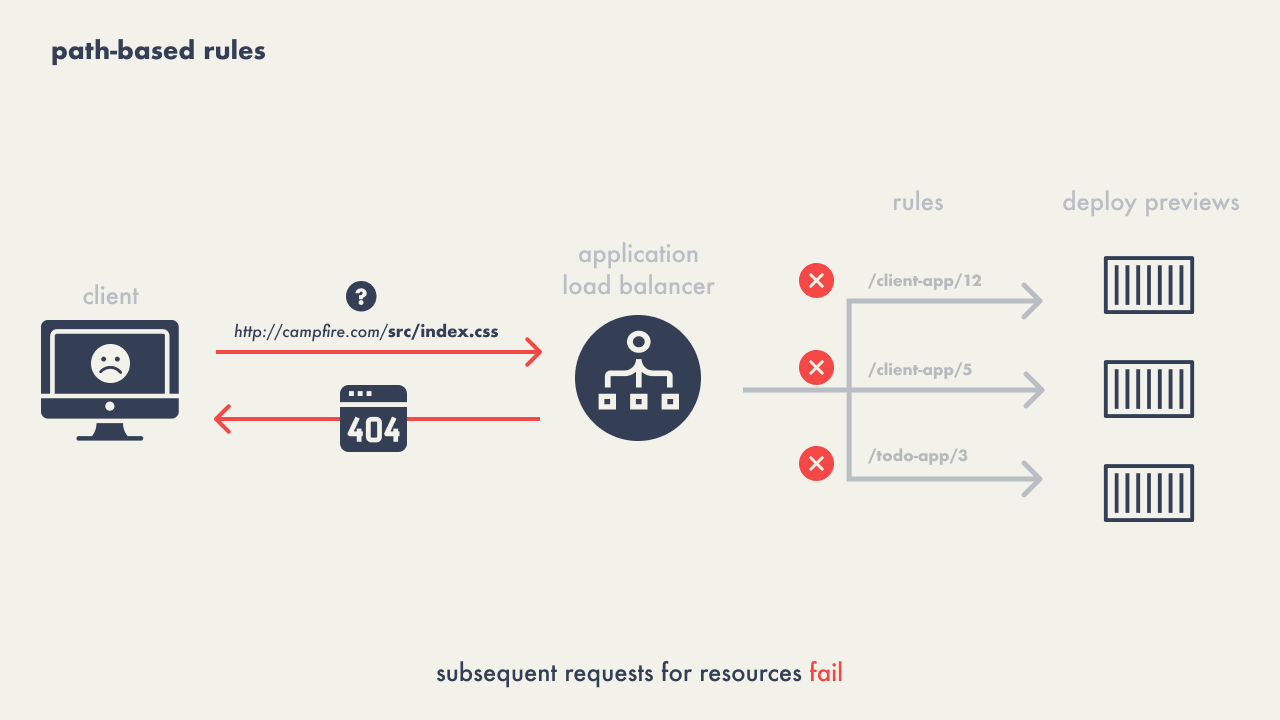 path-based rules
client
?
http://campfire.com/src/index.css
404
application
load balancer
rules
deploy previews
/client-app/12
/client-app/5
/todo-app/3
subsequent requests for resources fail